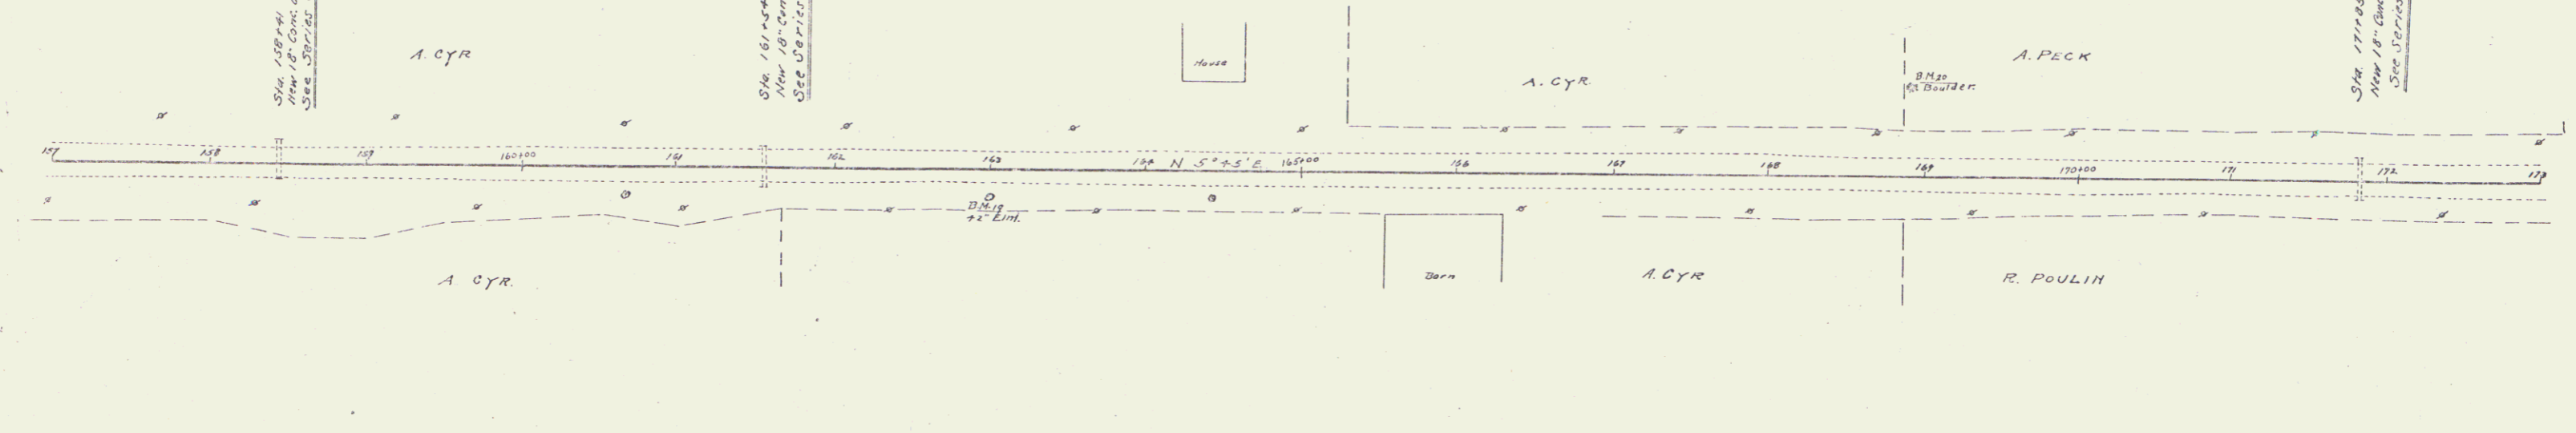 Sta. 158+41
New 18" Conc.
See Series
A. CYR
Sta. 161+54
New 18" Con
See Series
House
A. CYR.
B.M. 20
Boulder.
A. PECK
Sta. 171+83
New 18" Conc
See Series
157 158 159 160+00 161 162 163 164 N 5°45' E. 165+00 166 167 168 169 170+00 171 172 173
B.M. 19
42" Elm.
A. CYR.
Barn
A. CYR
R. POULIN